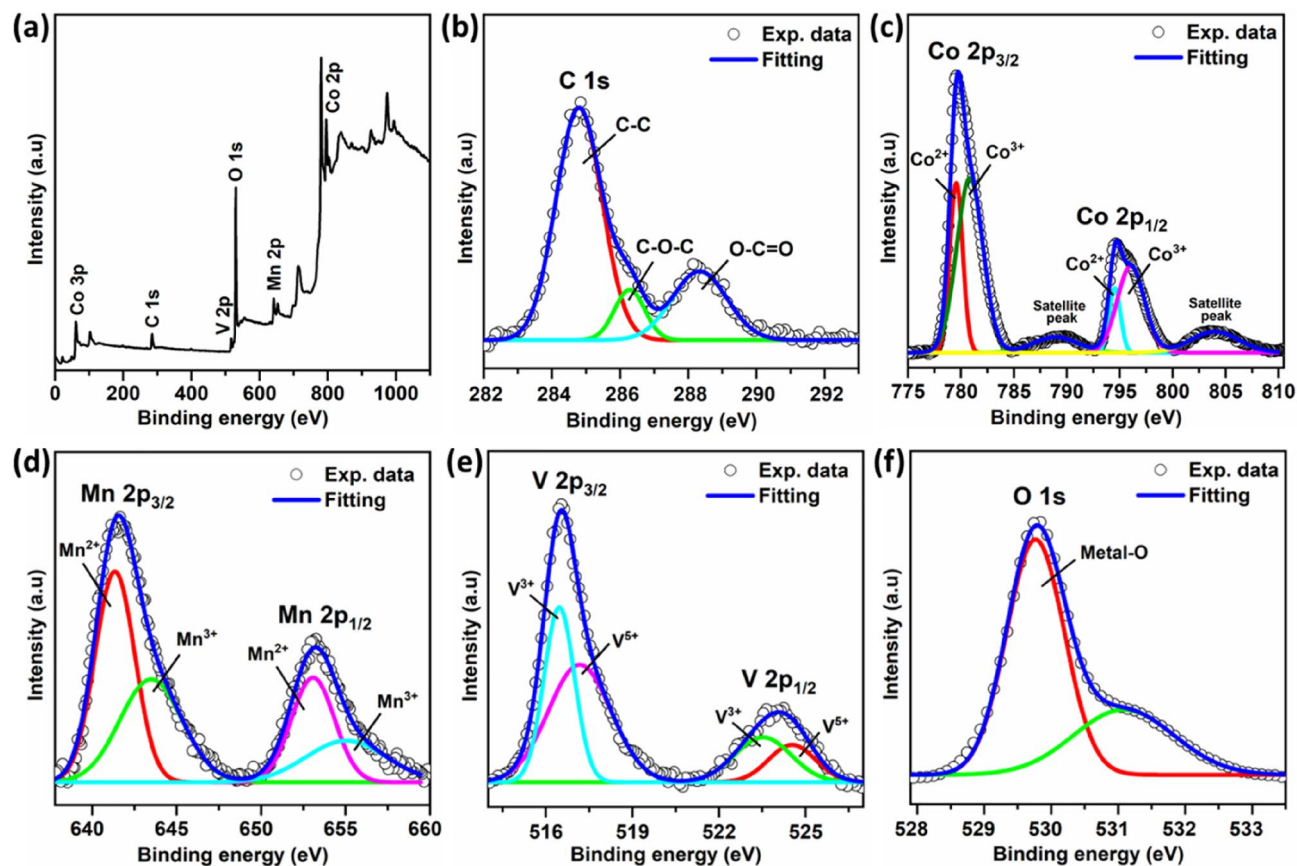 (a)
Intensity (a.u)
Co 3p
C 1s
V 2p
O 1s
Mn 2p
Co 2p
0 200 400 600 800 1000
Binding energy (eV)
(b)
Exp. data
Fitting
C 1s
C-C
C-O-C
O-C=O
Intensity (a.u)
282 284 286 288 290 292
Binding energy (eV)
(c)
Exp. data
Fitting
Co 2p3/2
Co2+
Co3+
Co 2p1/2
Co2+
Co3+
Satellite
peak
Satellite
peak
Intensity (a.u)
775 780 785 790 795 800 805 810
Binding energy (eV)
(d)
Exp. data
Fitting
Mn 2p3/2
Mn2+
Mn3+
Mn 2p1/2
Mn2+
Mn3+
Intensity (a.u)
640 645 650 655 660
Binding energy (eV)
(e)
Exp. data
Fitting
V 2p3/2
V3+
V5+
V 2p1/2
V3+
V5+
Intensity (a.u)
516 519 522 525
Binding energy (eV)
(f)
Exp. data
Fitting
O 1s
Metal-O
Intensity (a.u)
528 529 530 531 532 533
Binding energy (eV)